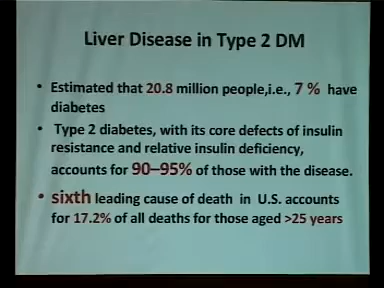 Liver Disease in Type 2 DM
• Estimated that 20.8 million people,i.e., 7 % have
diabetes
• Type 2 diabetes, with its core defects of insulin
resistance and relative insulin deficiency,
accounts for 90–95% of those with the disease.
• sixth leading cause of death in U.S. accounts
for 17.2% of all deaths for those aged >25 years